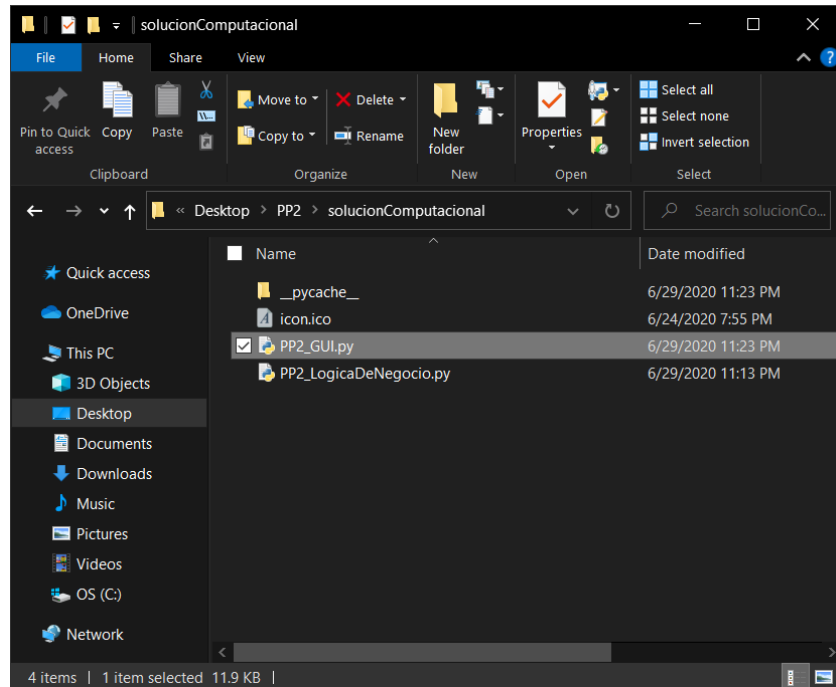 solucionComputacional
File Home Share View
Pin to Quick access Copy Paste
Clipboard
Move to Delete
Copy to Rename
Organize
New folder
New
Properties
Open
Select all
Select none
Invert selection
Select
« Desktop > PP2 > solucionComputacional
Search solucionCo...
Name Date modified
__pycache__ 6/29/2020 11:23 PM
icon.ico 6/24/2020 7:55 PM
PP2_GUI.py 6/29/2020 11:23 PM
PP2_LogicaDeNegocio.py 6/29/2020 11:13 PM
Quick access
OneDrive
This PC
3D Objects
Desktop
Documents
Downloads
Music
Pictures
Videos
OS (C:)
Network
4 items | 1 item selected 11.9 KB |